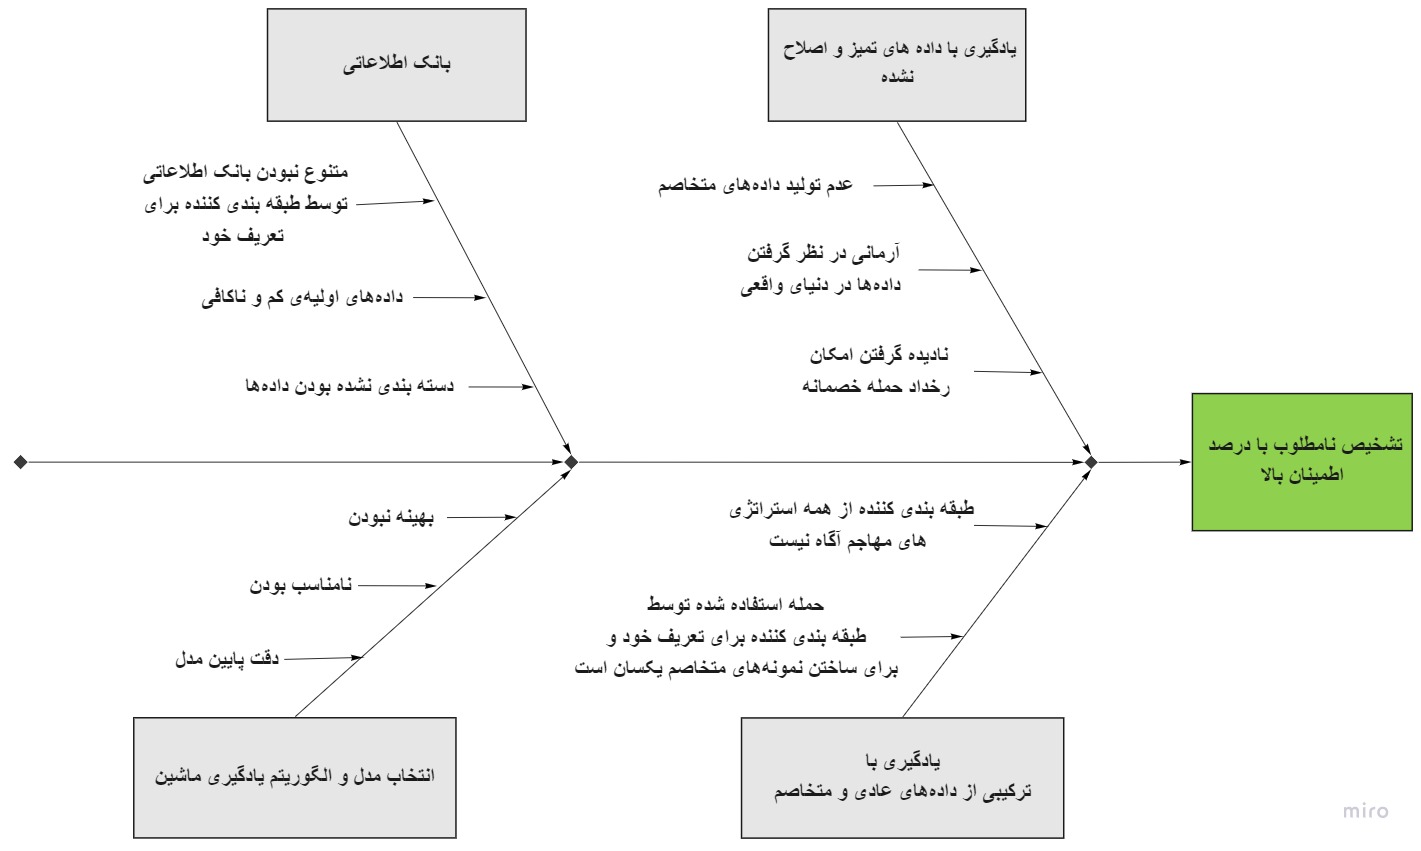 بانک اطلاعاتی
متنوع نبودن بانک اطلاعاتی
توسط طبقه بندی کننده برای
تعریف خود
داده‌های اولیه‌ی کم و ناکافی
دسته بندی نشده بودن داده‌ها
یادگیری با داده های تمیز و اصلاح
نشده
عدم تولید داده‌های متخاصم
آرمانی در نظر گرفتن
داده‌ها در دنیای واقعی
نادیده گرفتن امکان
رخداد حمله خصمانه
تشخیص نامطلوب با درصد
اطمینان بالا
بهینه نبودن
نامناسب بودن
دقت پایین مدل
انتخاب مدل و الگوریتم یادگیری ماشین
طبقه بندی کننده از همه استراتژی
های مهاجم آگاه نیست
حمله استفاده شده توسط
طبقه بندی کننده برای تعریف خود و
برای ساختن نمونه‌های متخاصم یکسان است
یادگیری با
ترکیبی از داده‌های عادی و متخاصم
miro